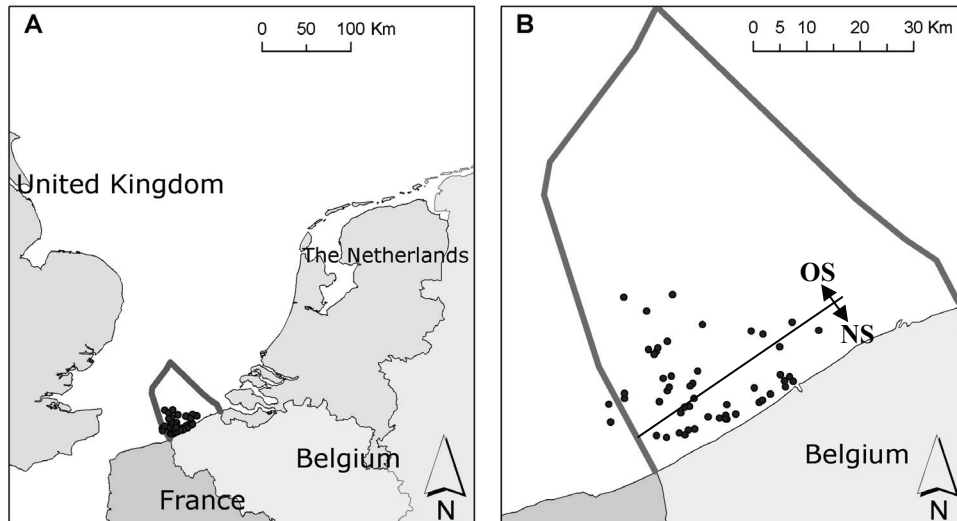 A
0 50 100 Km
United Kingdom
The Netherlands
Belgium
France
N
B
0 5 10 20 30 Km
OS
NS
Belgium
N